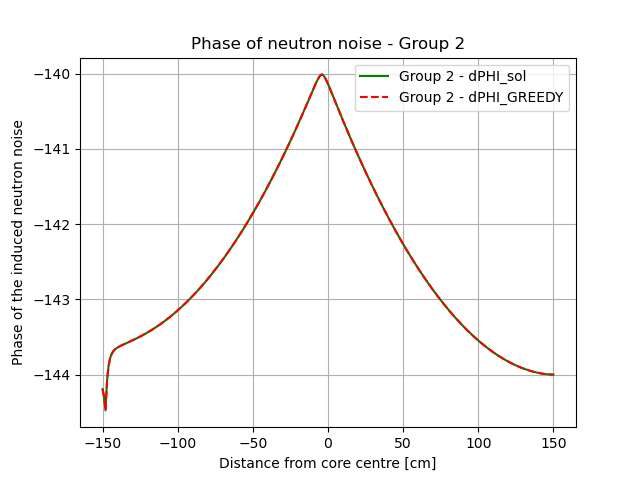 Phase of neutron noise - Group 2
Group 2 - dPHI_sol
Group 2 - dPHI_GREEDY
Phase of the induced neutron noise
−140
−141
−142
−143
−144
−150
−100
−50
0
50
100
150
Distance from core centre [cm]